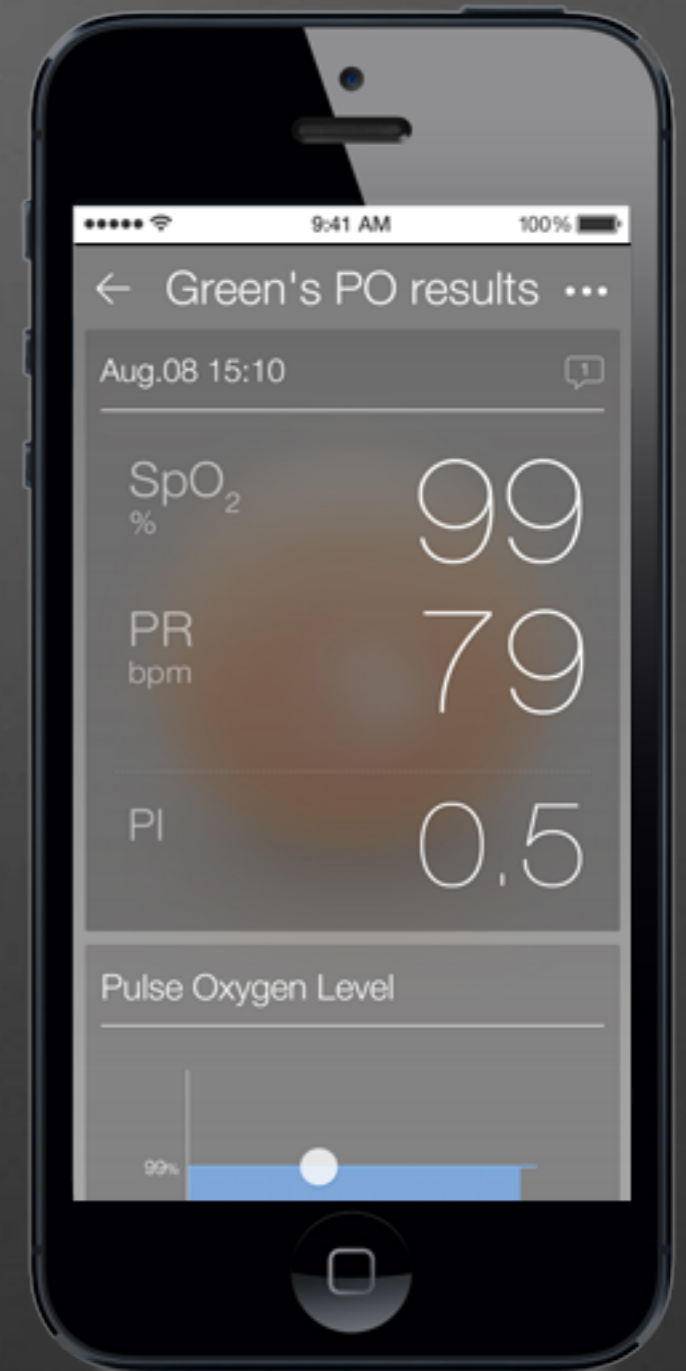 9:41 AM 100%
Green's PO results
Aug.08 15:10
1
SpO₂
%
99
PR
bpm
79
PI
0.5
Pulse Oxygen Level
99%